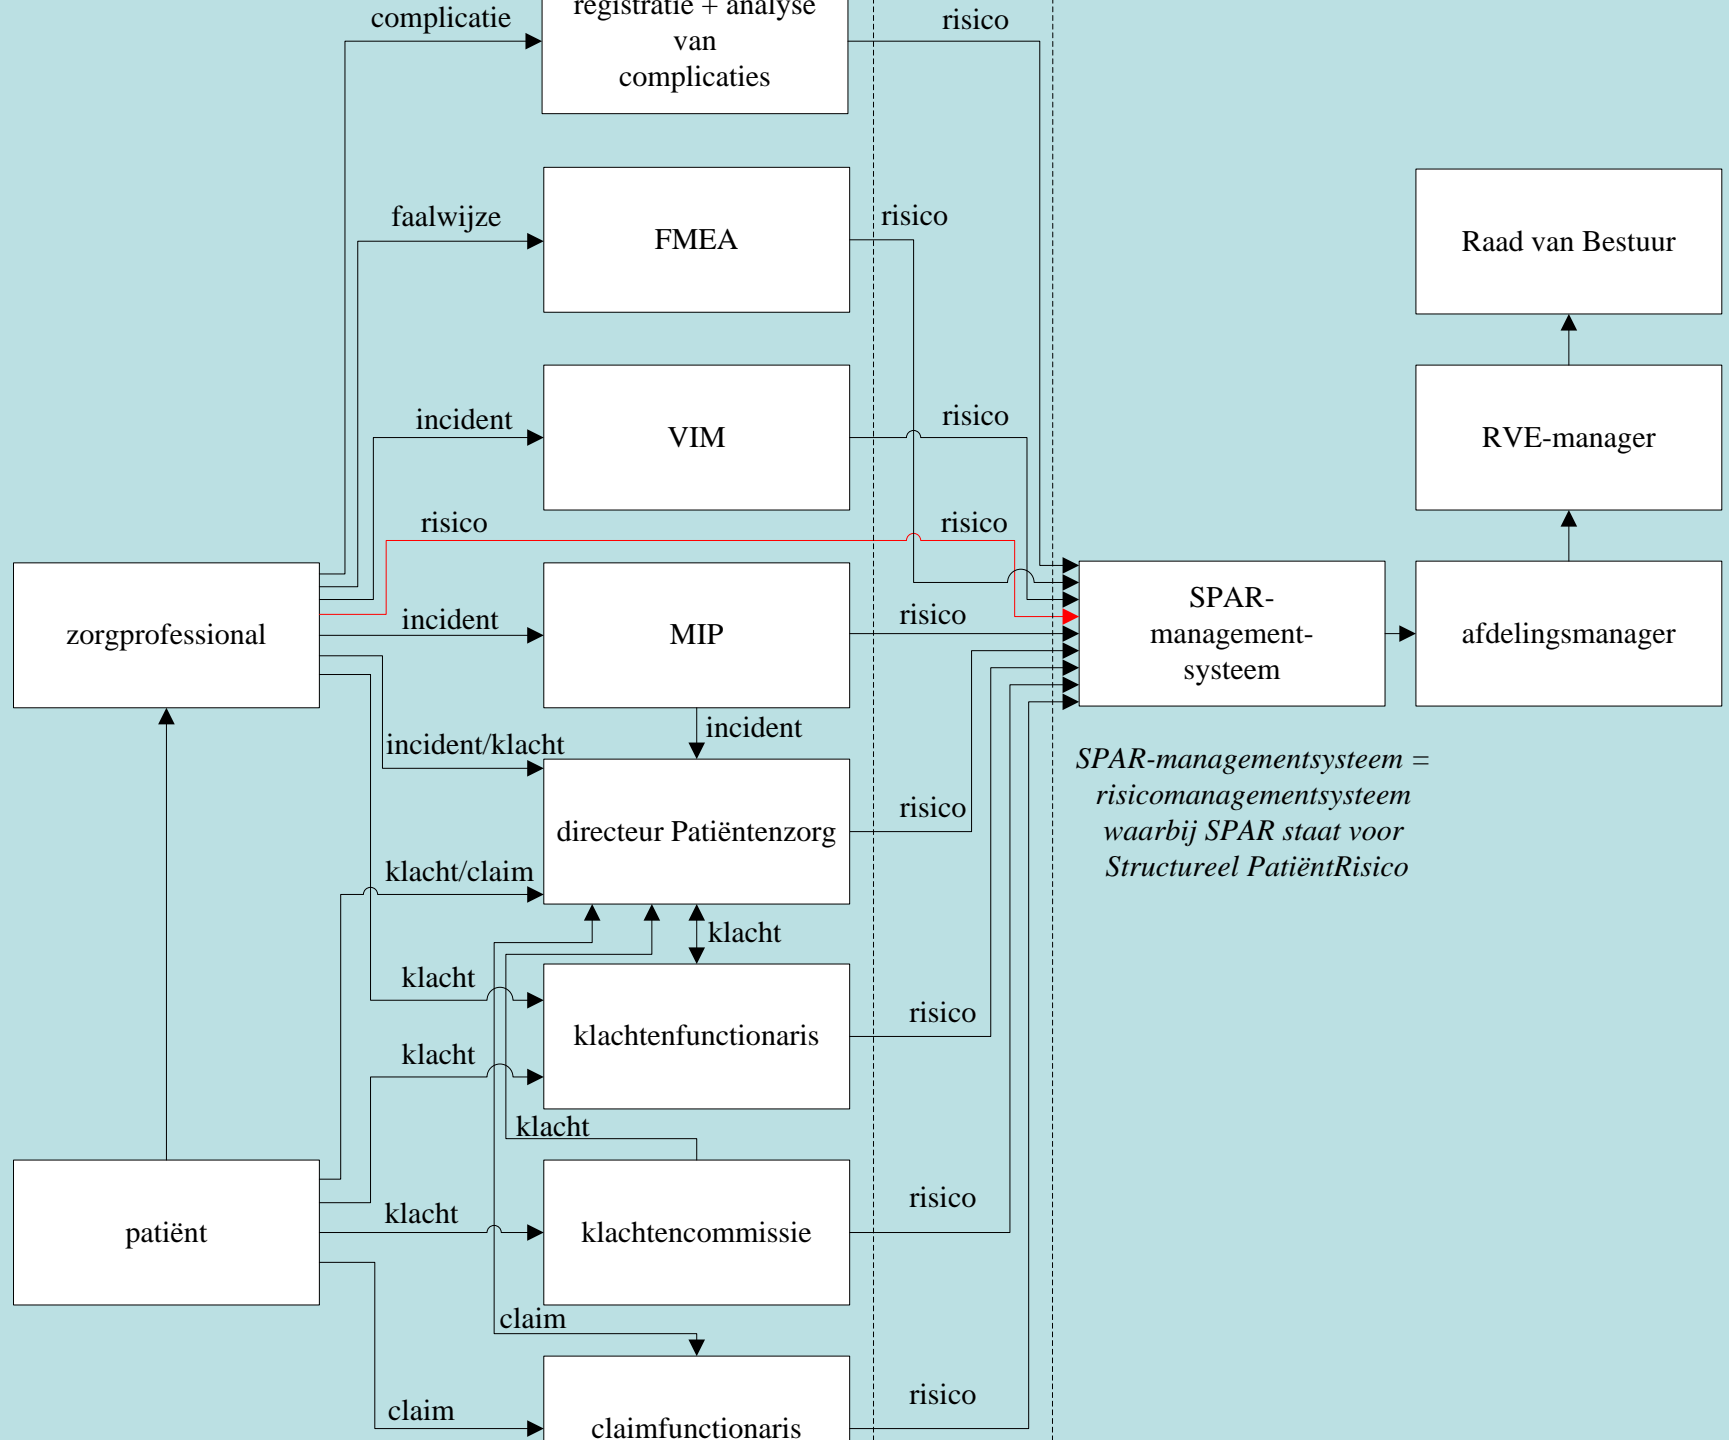 complicatie
registratie + analyse
van
complicaties
risico
faalwijze
FMEA
risico
Raad van Bestuur
incident
VIM
risico
RVE-manager
risico
risico
zorgprofessional
incident
MIP
risico
SPAR-
management-
systeem
afdelingsmanager
incident
incident/klacht
directeur Patiëntenzorg
risico
SPAR-managementsysteem =
risicomanagementsysteem
waarbij SPAR staat voor
Structureel PatiëntRisico
klacht/claim
klacht
klacht
klachtenfunctionaris
risico
klacht
klacht
patiënt
klacht
klachtencommissie
risico
claim
claim
claimfunctionaris
risico